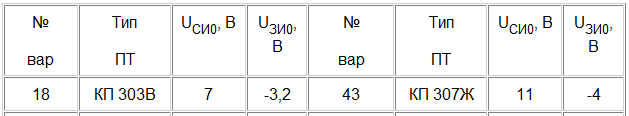 № вар	Тип ПТ	UСИ0, В	UЗИ0, В	№ вар	Тип ПТ	UСИ0, В	UЗИ0, В
18	КП 303В	7	-3,2	43	КП 307Ж	11	-4